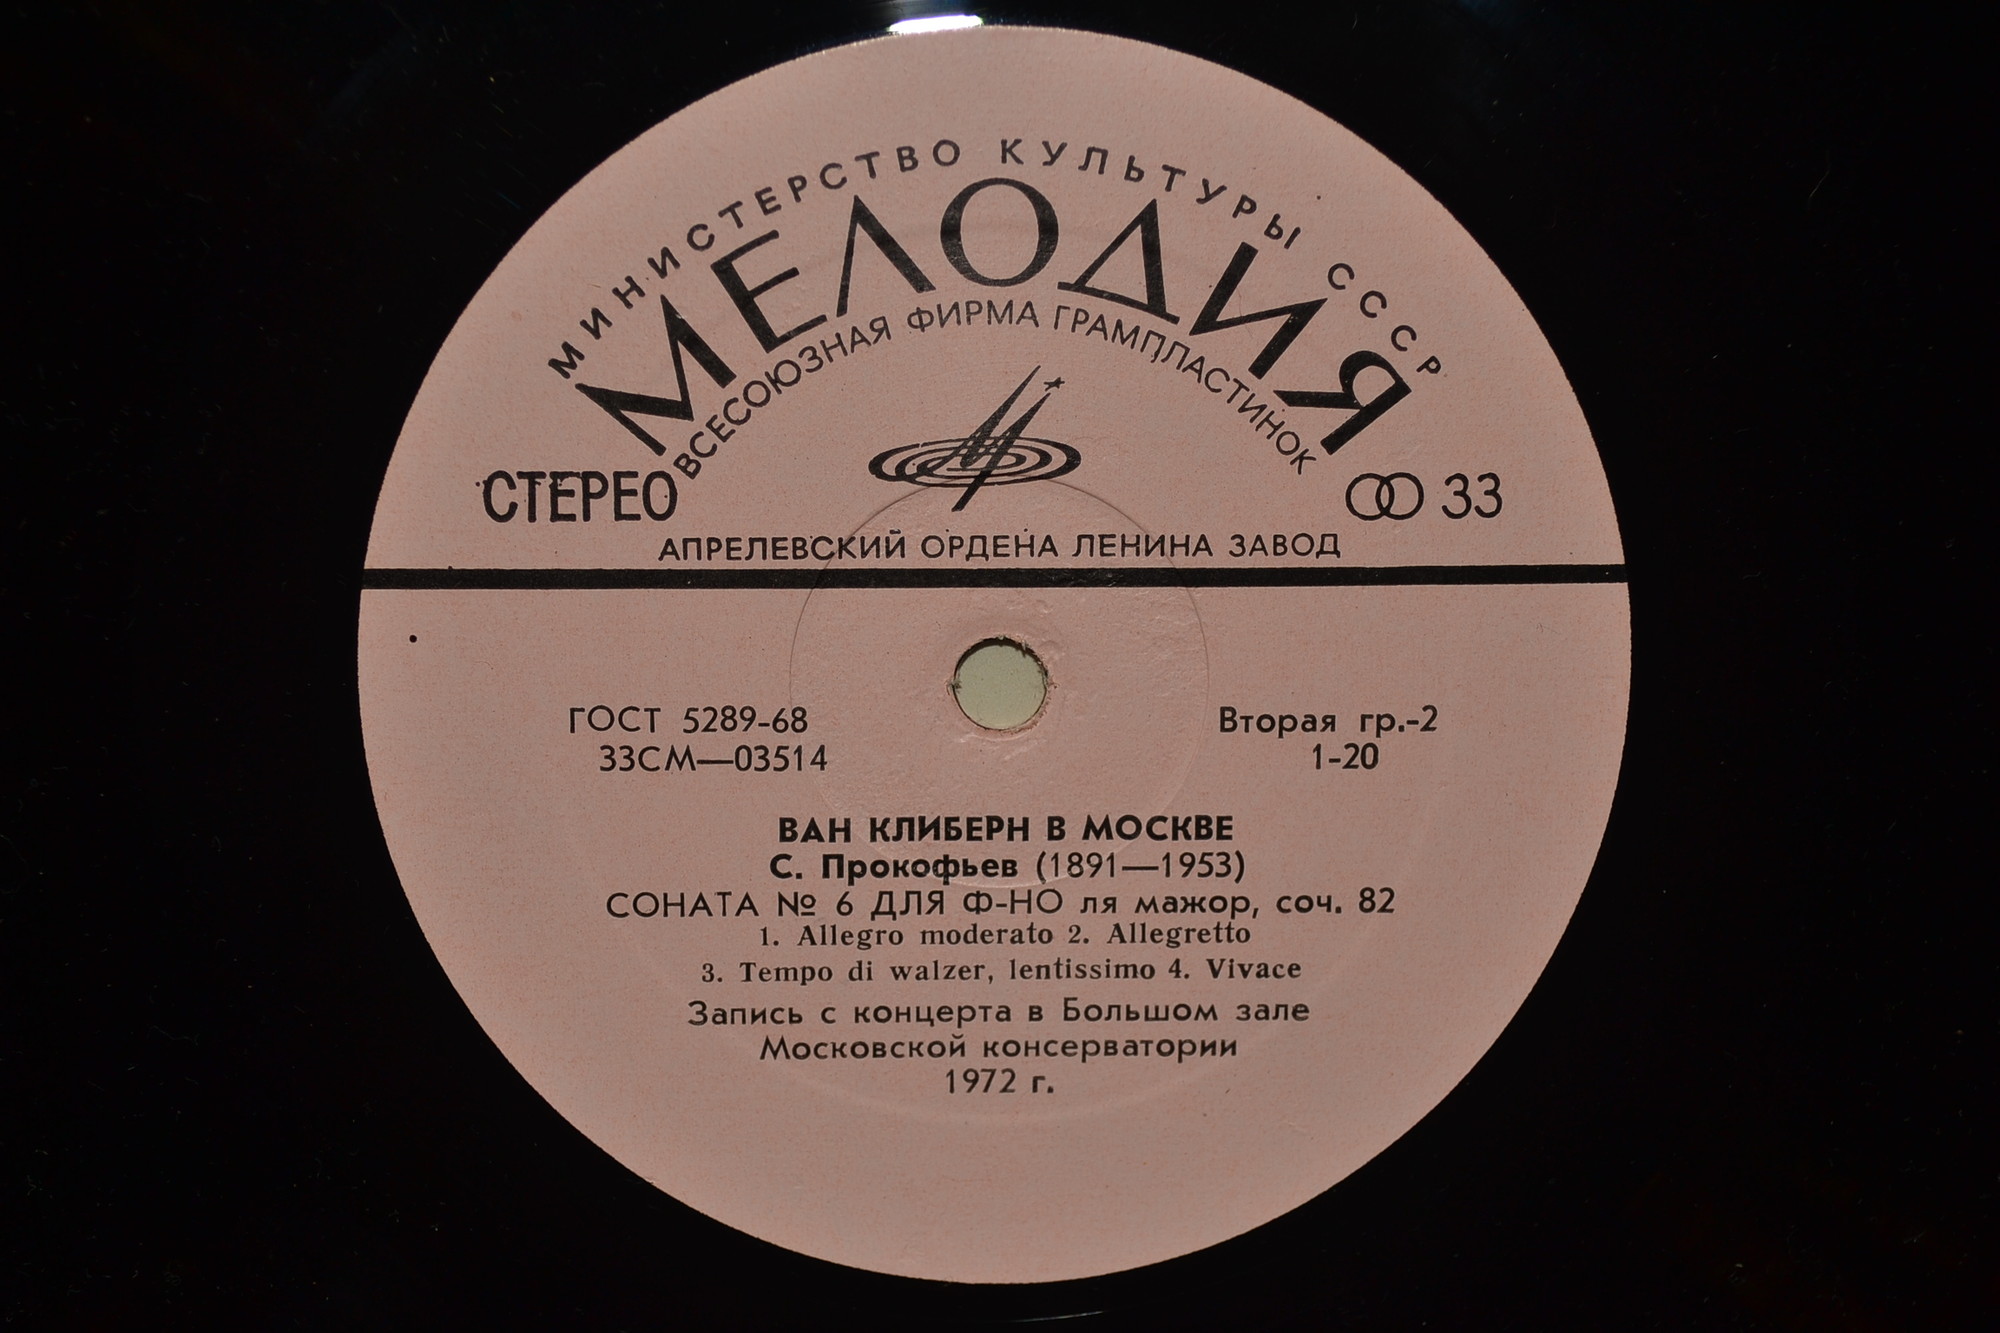 МИНИСТЕРСТВО КУЛЬТУРЫ СССР
МЕЛОДИЯ
ВСЕСОЮЗНАЯ ФИРМА ГРАМПЛАСТИНОК
СТЕРЕО 33
АПРЕЛЕВСКИЙ ОРДЕНА ЛЕНИНА ЗАВОД
ГОСТ 5289-68 Вторая гр.-2
33СМ—03514 1-20
ВАН КЛИБЕРН В МОСКВЕ
С. Прокофьев (1891—1953)
СОНАТА № 6 ДЛЯ Ф-НО ля мажор, соч. 82
1. Allegro moderato 2. Allegretto
3. Tempo di walzer, lentissimo 4. Vivace
Запись с концерта в Большом зале
Московской консерватории
1972 г.